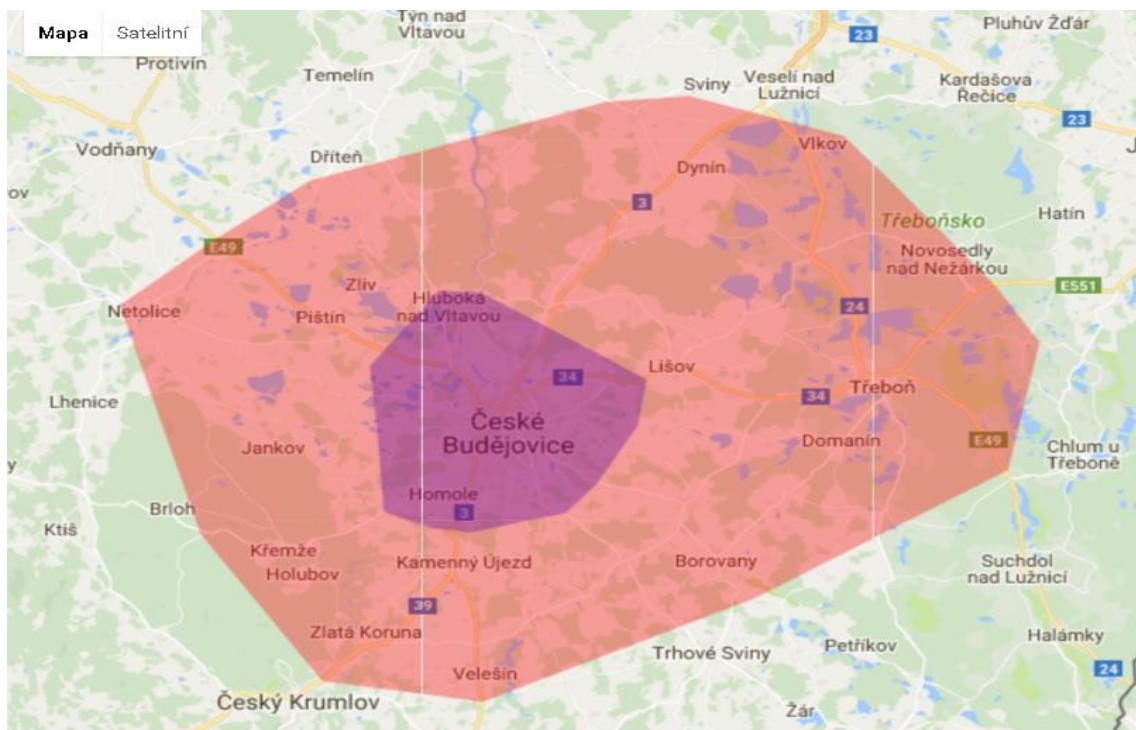 Mapa
Satelitní
Týn nad
Vltavou
23
Pluhův Žďár
Protivín
Temelín
Sviny
Veselí nad
Lužnicí
Kardašova
Řečice
23
Vodňany
Dříteň
Vlkov
J
Dynín
ov
3
Třeboňsko
Hatín
E49
Novosedly
nad Nežárkou
Zliv
Hluboká
nad Vltavou
E551
Netolice
Pištín
24
Lišov
34
Třeboň
Lhenice
34
České
Budějovice
Domanín
E49
Jankov
Chlum u
Třeboně
y
Homole
Brloh
3
Ktiš
Křemže
Holubov
Kamenný Újezd
Borovany
Suchdol
nad Lužnicí
39
Zlatá Koruna
Halámky
Petříkov
Trhové Sviny
Velešín
24
Český Krumlov
Žár